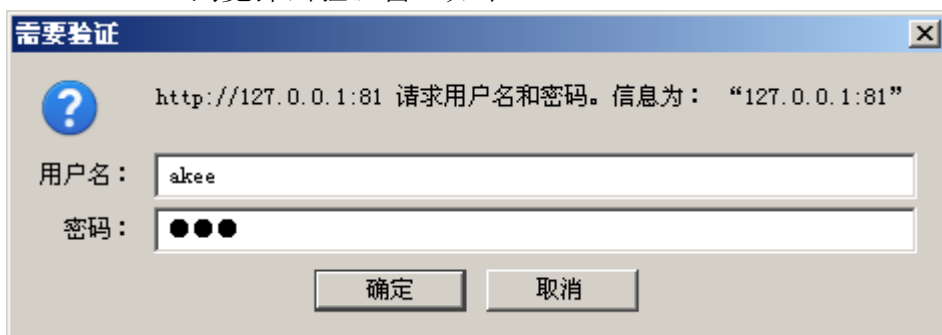 需要验证
http://127.0.0.1:81 请求用户名和密码。信息为: “127.0.0.1:81”
用户名: akee
密码: ●●●
确定 取消